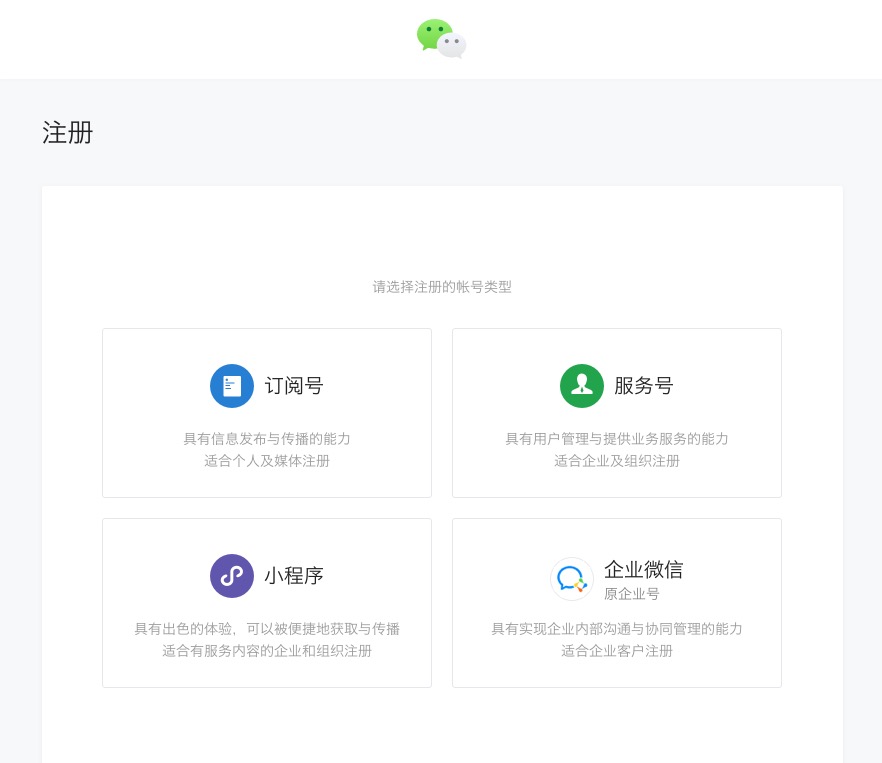 注册
请选择注册的帐号类型
订阅号
具有信息发布与传播的能力
适合个人及媒体注册
服务号
具有用户管理与提供业务服务的能力
适合企业及组织注册
小程序
具有出色的体验，可以被便捷地获取与传播
适合有服务内容的企业和组织注册
企业微信
原企业号
具有实现企业内部沟通与协同管理的能力
适合企业客户注册